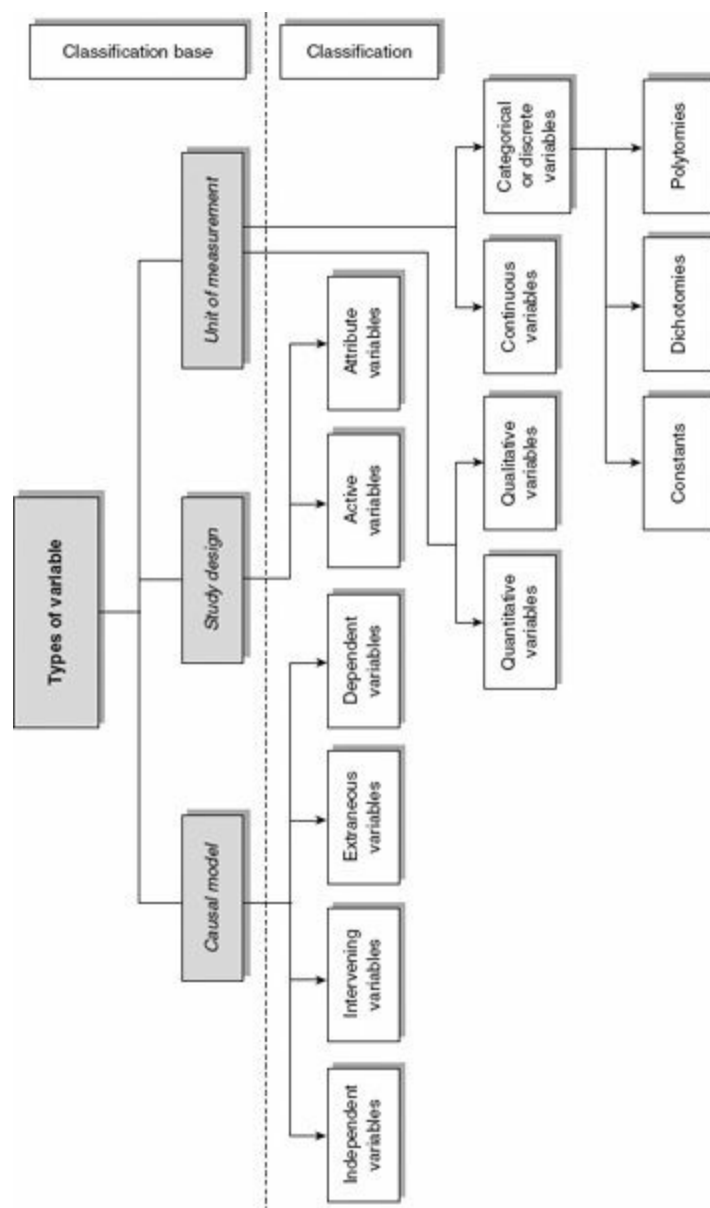 Types of variable
Classification base
Causal model
Study design
Unit of measurement
Classification
Independent
variables
Intervening
variables
Extraneous
variables
Dependent
variables
Active
variables
Attribute
variables
Quantitative
variables
Qualitative
variables
Continuous
variables
Categorical
or discrete
variables
Constants
Dichotomies
Polytomies